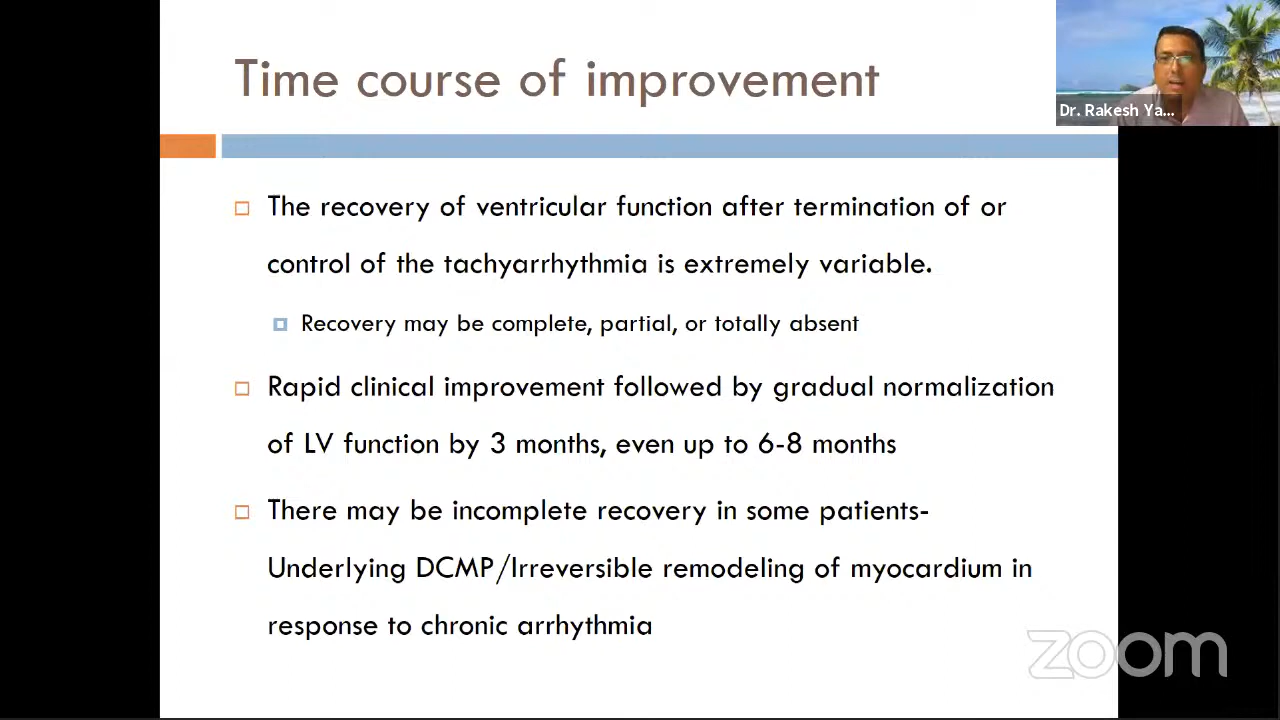 Time course of improvement
Dr. Rakesh Ya...
The recovery of ventricular function after termination of or
control of the tachyarrhythmia is extremely variable.
Recovery may be complete, partial, or totally absent
Rapid clinical improvement followed by gradual normalization
of LV function by 3 months, even up to 6-8 months
There may be incomplete recovery in some patients-
Underlying DCMP/Irreversible remodeling of myocardium in
response to chronic arrhythmia
zoom